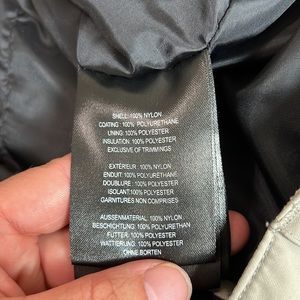 SHELL: 100% NYLON
COATING: 100% POLYURETHANE
LINING: 100% POLYESTER
INSULATION: 100% POLYESTER
EXCLUSIVE OF TRIMMINGS
EXTÉRIEUR: 100% NYLON
ENDUIT: 100% POLYURETHANE
DOUBLURE: 100% POLYESTER
ISOLANT: 100% POLYESTER
GARNITURES NON COMPRISES
AUSSENMATERIAL: 100% NYLON
BESCHICHTUNG: 100% POLYURETHANE
FUTTER: 100% POLYESTER
WATTIERUNG: 100% POLYESTER
OHNE BORTEN